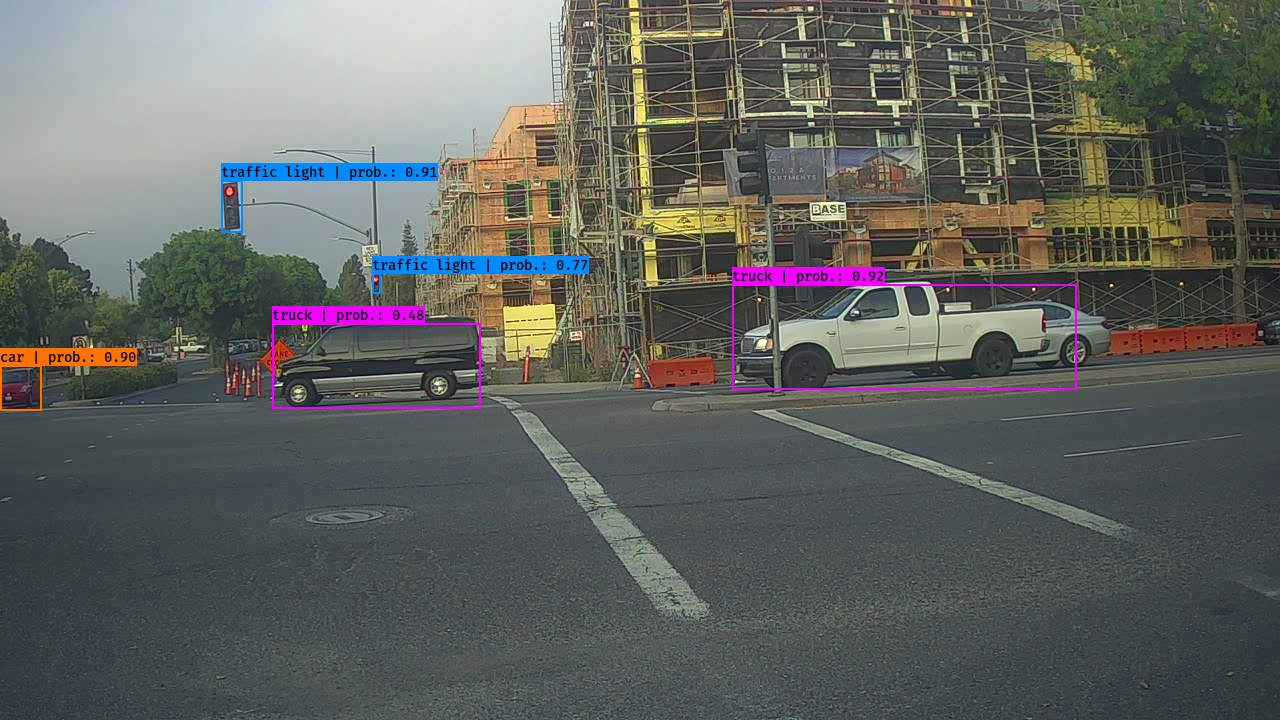 traffic light | prob.: 0.91
traffic light | prob.: 0.77
truck | prob.: 0.92
truck | prob.: 0.48
car | prob.: 0.90
BASE
LANE